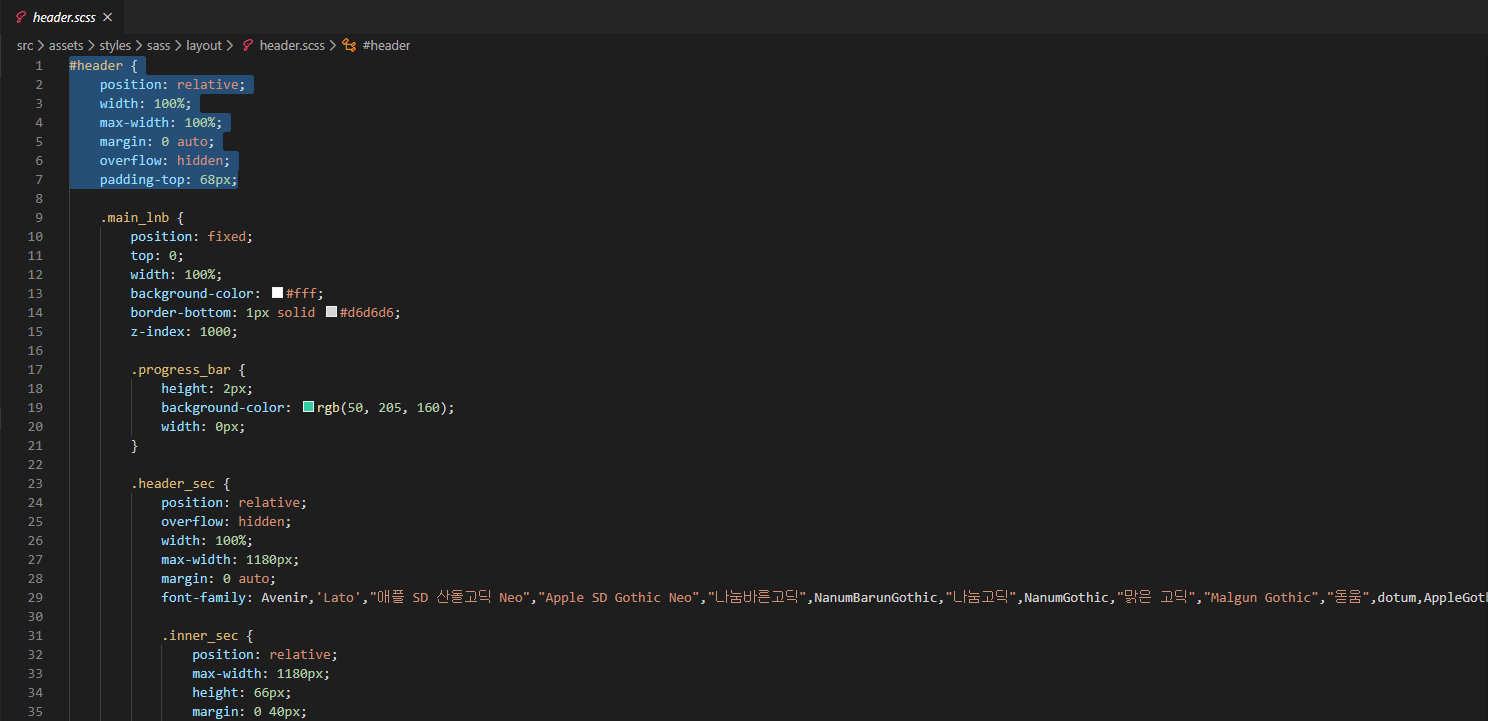 header.scss
src > assets > styles > sass > layout > header.scss > #header
1 #header {
2 position: relative;
3 width: 100%;
4 max-width: 100%;
5 margin: 0 auto;
6 overflow: hidden;
7 padding-top: 68px;
8
9 .main_lnb {
10 position: fixed;
11 top: 0;
12 width: 100%;
13 background-color: #fff;
14 border-bottom: 1px solid #d6d6d6;
15 z-index: 1000;
16
17 .progress_bar {
18 height: 2px;
19 background-color: rgb(50, 205, 160);
20 width: 0px;
21 }
22
23 .header_sec {
24 position: relative;
25 overflow: hidden;
26 width: 100%;
27 max-width: 1180px;
28 margin: 0 auto;
29 font-family: Avenir,'Lato',"애플 SD 산돌고딕 Neo","Apple SD Gothic Neo","나눔바른고딕",NanumBarunGothic,"나눔고딕",NanumGothic,"맑은 고딕","Malgun Gothic","돋움",dotum,AppleGot
30
31 .inner_sec {
32 position: relative;
33 max-width: 1180px;
34 height: 66px;
35 margin: 0 40px;